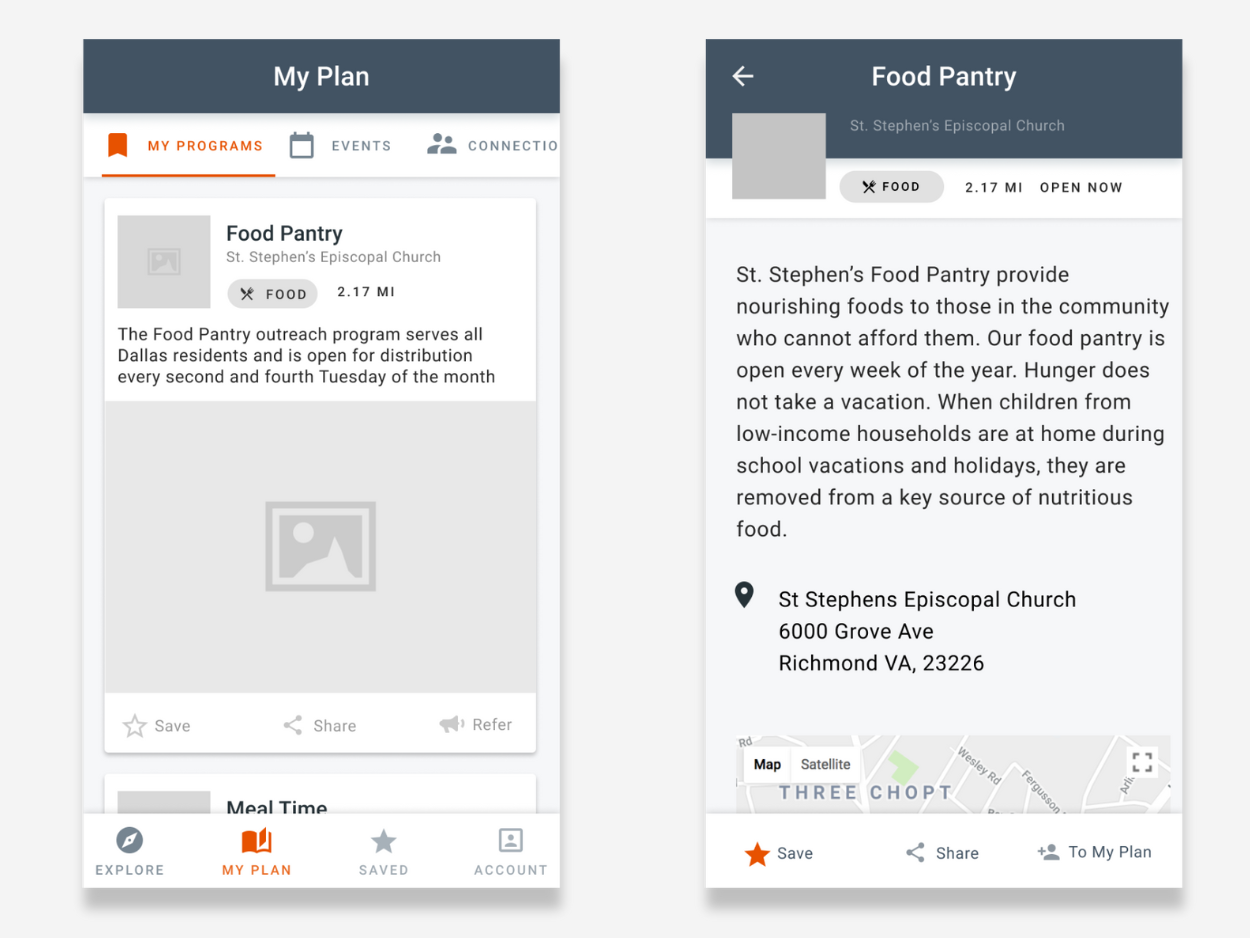 My Plan
MY PROGRAMS EVENTS CONNECTIO
Food Pantry
St. Stephen's Episcopal Church
FOOD 2.17 MI
The Food Pantry outreach program serves all
Dallas residents and is open for distribution
every second and fourth Tuesday of the month
Save Share Refer
Meal Time
EXPLORE MY PLAN SAVED ACCOUNT
Food Pantry
St. Stephen's Episcopal Church
FOOD 2.17 MI OPEN NOW
St. Stephen’s Food Pantry provide
nourishing foods to those in the community
who cannot afford them. Our food pantry is
open every week of the year. Hunger does
not take a vacation. When children from
low-income households are at home during
school vacations and holidays, they are
removed from a key source of nutritious
food.
St Stephens Episcopal Church
6000 Grove Ave
Richmond VA, 23226
Rd
Map Satellite
Wesley Rd
Fergusson
THREE CHOPT
Save Share To My Plan